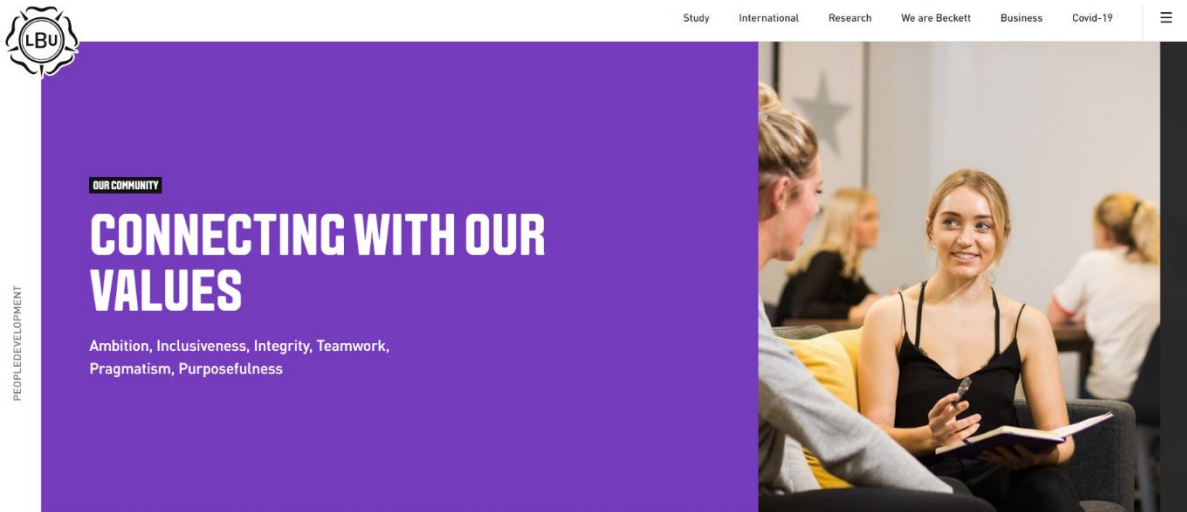 LBU
Study International Research We are Beckett Business Covid-19
OUR COMMUNITY
CONNECTING WITH OUR
VALUES
Ambition, Inclusiveness, Integrity, Teamwork,
Pragmatism, Purposefulness
PEOPLEDEVELOPMENT